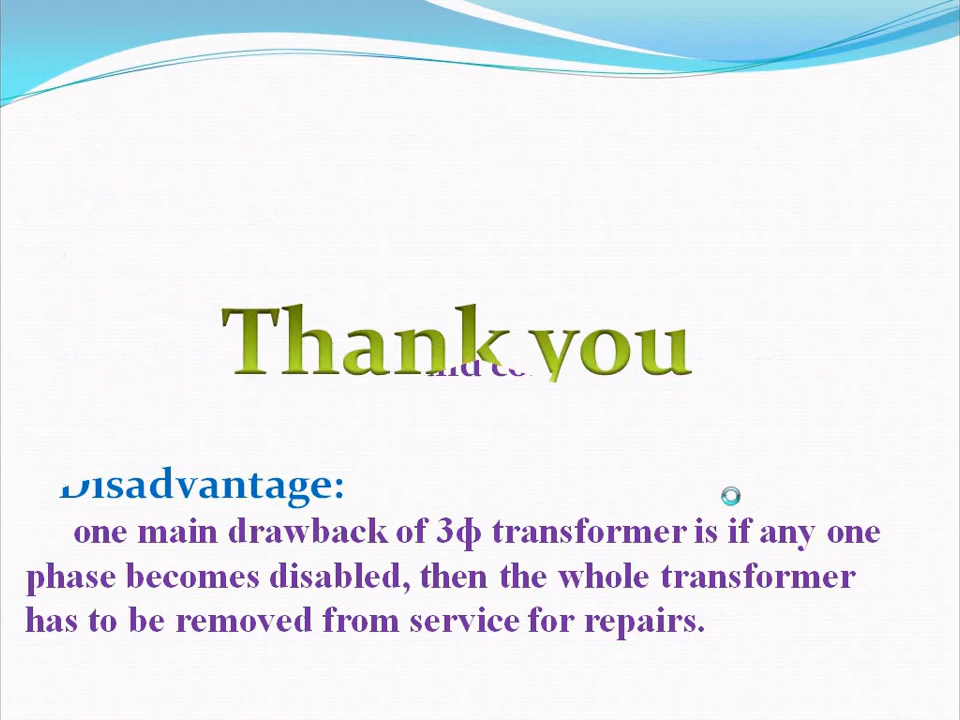 Thank you
Disadvantage:
one main drawback of 3ф transformer is if any one
phase becomes disabled, then the whole transformer
has to be removed from service for repairs.